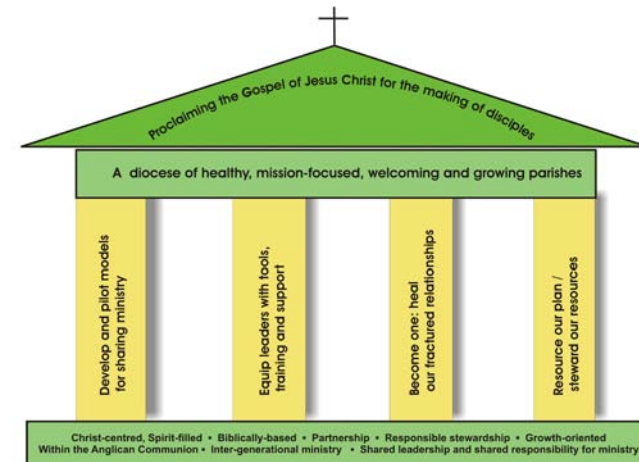 Proclaiming the Gospel of Jesus Christ for the making of disciples
A diocese of healthy, mission-focused, welcoming and growing parishes
Develop and pilot models
for sharing ministry
Equip leaders with tools,
training and support
Become one: heal
our fractured relationships
Resource our plan /
steward our resources
Christ-centred, Spirit-filled • Biblically-based • Partnership • Responsible stewardship • Growth-oriented
Within the Anglican Communion • Inter-generational ministry • Shared leadership and shared responsibility for ministry